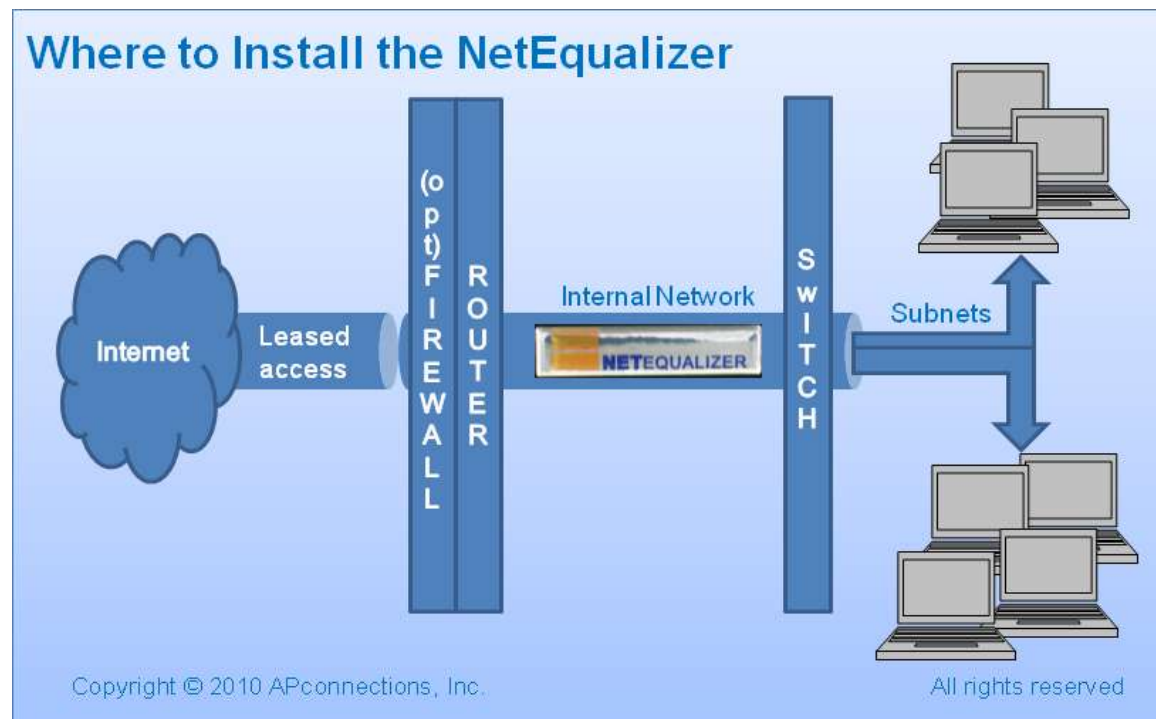 Where to Install the NetEqualizer
Internet
Leased
access
(opt)FIREWALL
ROUTER
Internal Network
NETEQUALIZER
SwITCH
Subnets
Copyright © 2010 APconnections, Inc.
All rights reserved